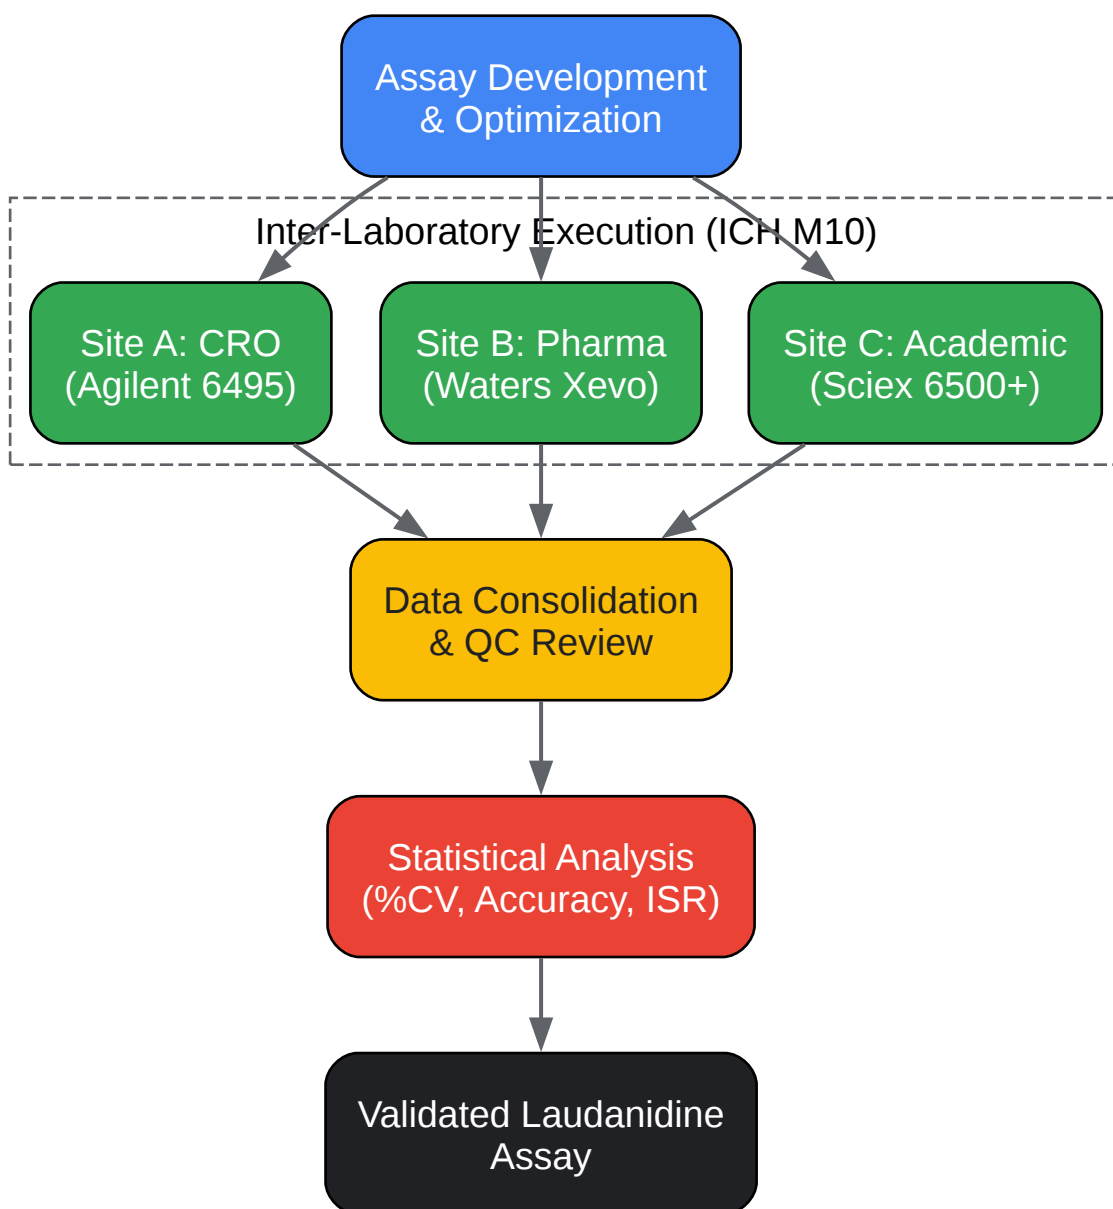 Assay Development
& Optimization
Inter-Laboratory Execution (ICH M10)
Site A: CRO
(Agilent 6495)
Site B: Pharma
(Waters Xevo)
Site C: Academic
(Sciex 6500+)
Data Consolidation
& QC Review
Statistical Analysis
(%CV, Accuracy, ISR)
Validated Laudanidine
Assay